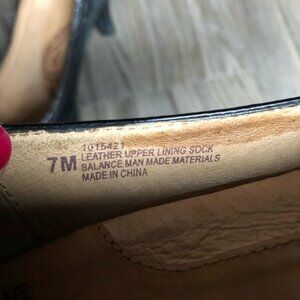 1015421
7M LEATHER UPPER LINING SOCK
BALANCE MAN MADE MATERIALS
MADE IN CHINA